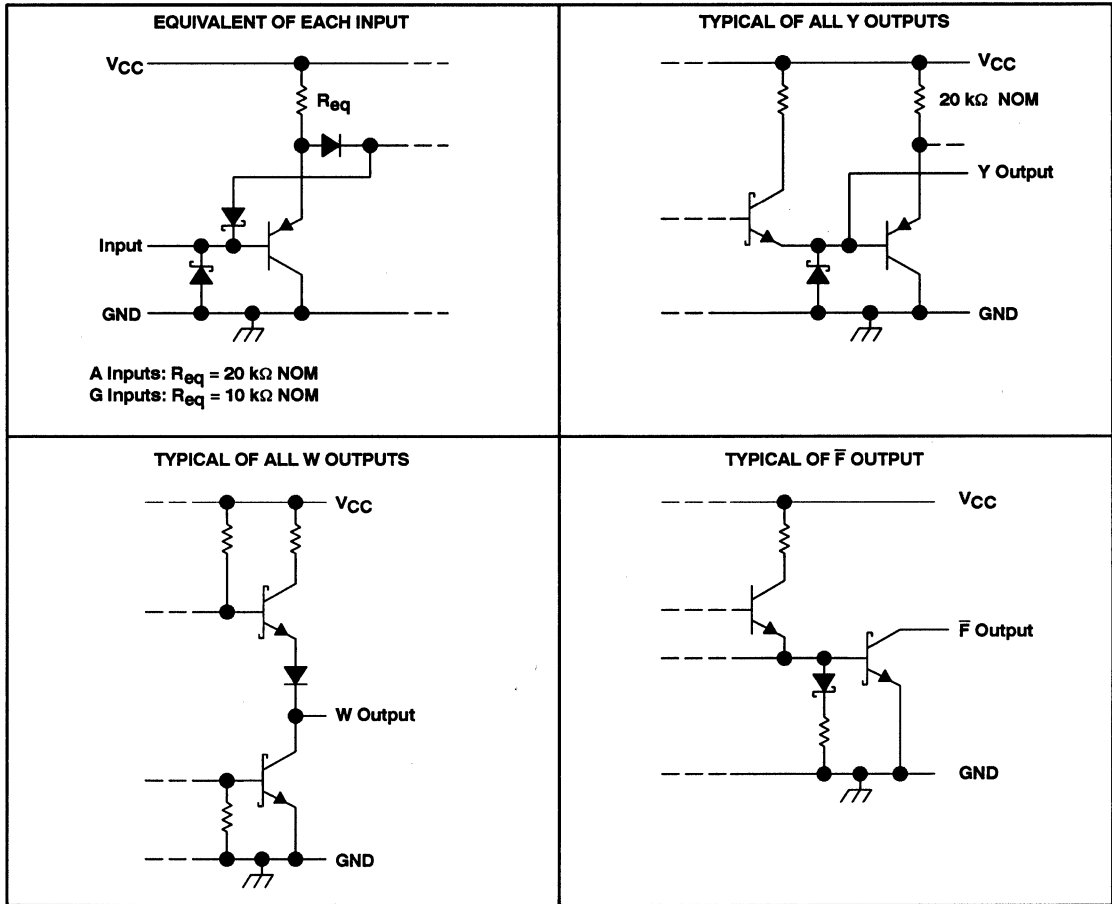 EQUIVALENT OF EACH INPUT
VCC
Req
Input
GND
A Inputs: Req = 20 kΩ NOM
G Inputs: Req = 10 kΩ NOM
TYPICAL OF ALL Y OUTPUTS
VCC
20 kΩ NOM
Y Output
GND
TYPICAL OF ALL W OUTPUTS
VCC
W Output
GND
TYPICAL OF F̅ OUTPUT
VCC
F̅ Output
GND